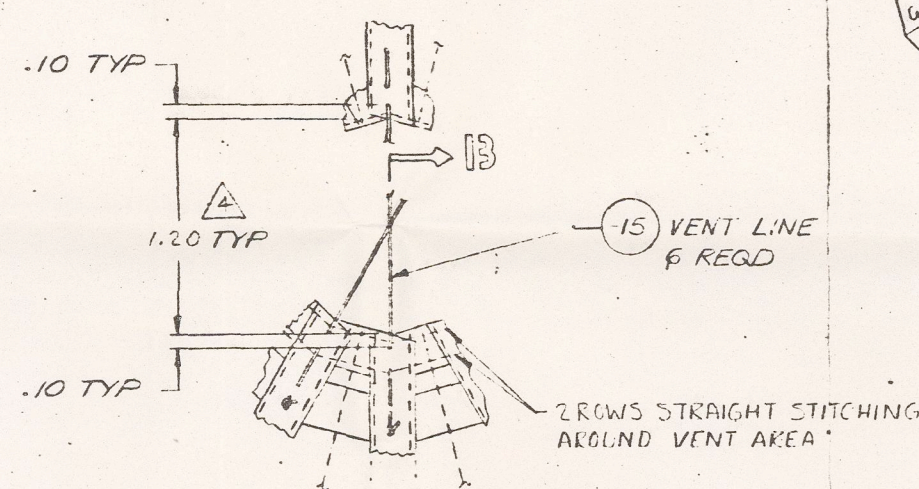 .10 TYP
13
4
1.20 TYP
-15 VENT LINE
6 REQD
.10 TYP
2 ROWS STRAIGHT STITCHING
AROUND VENT AREA